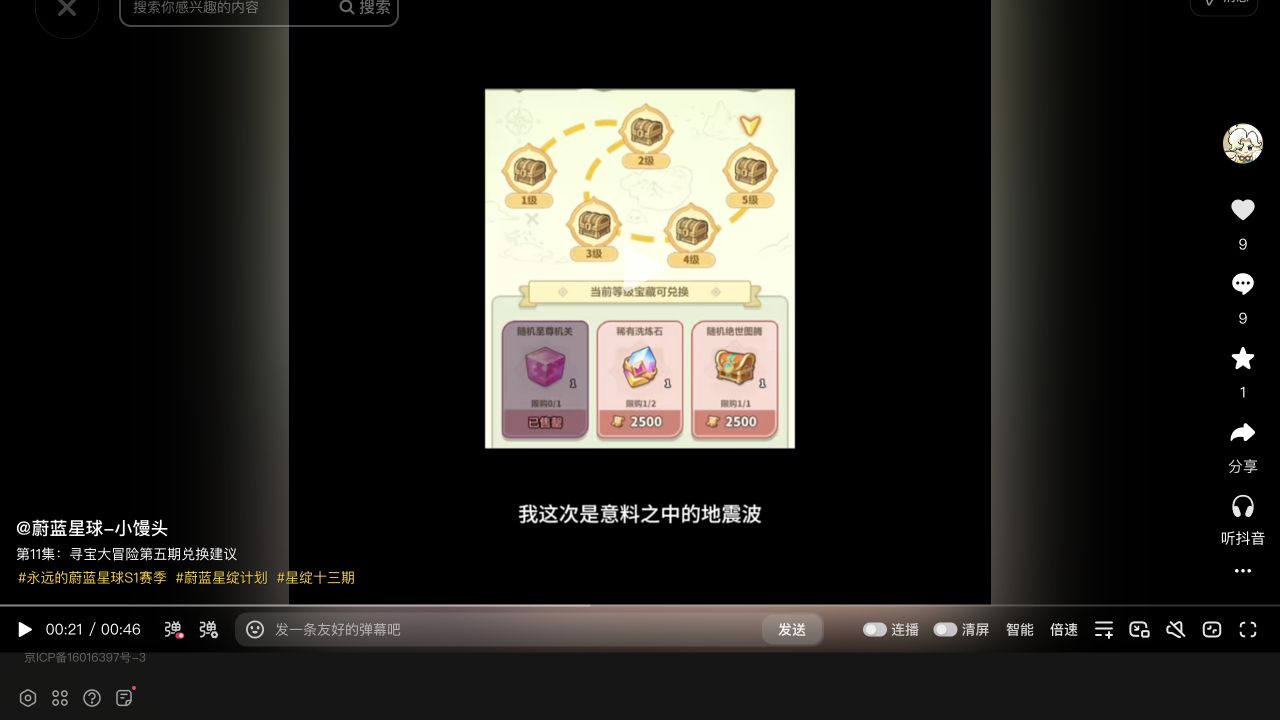 搜索你感兴趣的内容
搜索
消息
2级
1级
5级
3级
4级
当前等级宝藏可兑换
随机至尊机关
稀有洗炼石
随机绝世图腾
1
1
1
限购0/1
限购1/2
限购1/1
已售罄
2500
2500
我这次是意料之中的地震波
9
9
1
分享
听抖音
@蔚蓝星球-小馒头
第11集：寻宝大冒险第五期兑换建议
#永远的蔚蓝星球S1赛季 #蔚蓝星绽计划 #星绽十三期
00:21 / 00:46
弹
弹
发一条友好的弹幕吧
发送
连播
清屏
智能
倍速
京ICP备16016397号-3